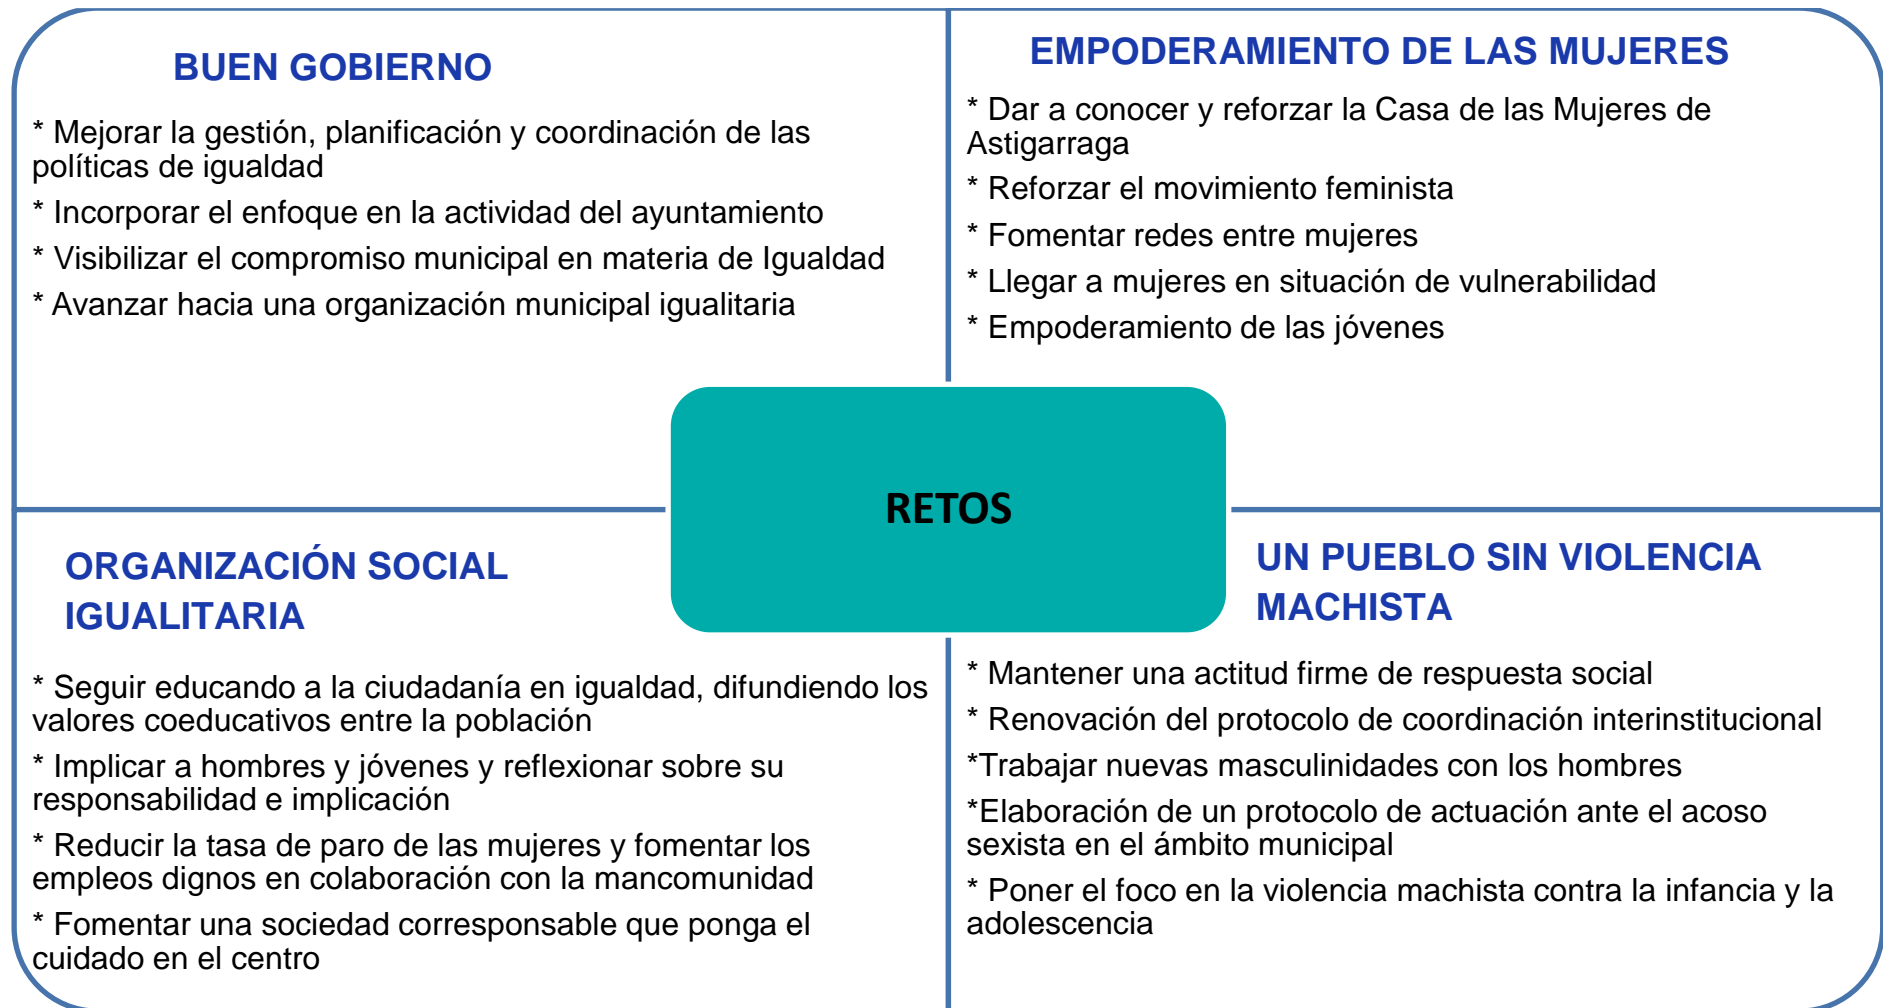 BUEN GOBIERNO
* Mejorar la gestión, planificación y coordinación de las
políticas de igualdad
* Incorporar el enfoque en la actividad del ayuntamiento
* Visibilizar el compromiso municipal en materia de Igualdad
* Avanzar hacia una organización municipal igualitaria
EMPODERAMIENTO DE LAS MUJERES
* Dar a conocer y reforzar la Casa de las Mujeres de
Astigarraga
* Reforzar el movimiento feminista
* Fomentar redes entre mujeres
* Llegar a mujeres en situación de vulnerabilidad
* Empoderamiento de las jóvenes
RETOS
ORGANIZACIÓN SOCIAL
IGUALITARIA
* Seguir educando a la ciudadanía en igualdad, difundiendo los
valores coeducativos entre la población
* Implicar a hombres y jóvenes y reflexionar sobre su
responsabilidad e implicación
* Reducir la tasa de paro de las mujeres y fomentar los
empleos dignos en colaboración con la mancomunidad
* Fomentar una sociedad corresponsable que ponga el
cuidado en el centro
UN PUEBLO SIN VIOLENCIA
MACHISTA
* Mantener una actitud firme de respuesta social
* Renovación del protocolo de coordinación interinstitucional
*Trabajar nuevas masculinidades con los hombres
*Elaboración de un protocolo de actuación ante el acoso
sexista en el ámbito municipal
* Poner el foco en la violencia machista contra la infancia y la
adolescencia